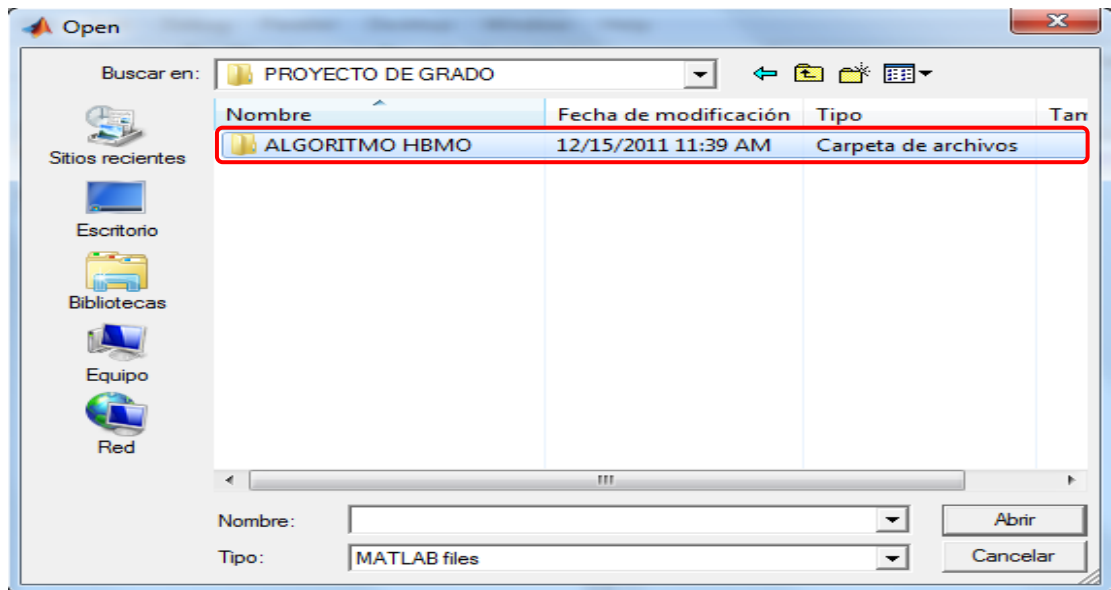 Open
Buscar en: PROYECTO DE GRADO
Nombre Fecha de modificación Tipo Tam
ALGORITMO HBMO 12/15/2011 11:39 AM Carpeta de archivos
Sitios recientes
Escritorio
Bibliotecas
Equipo
Red
Nombre: Abrir
Tipo: MATLAB files Cancelar